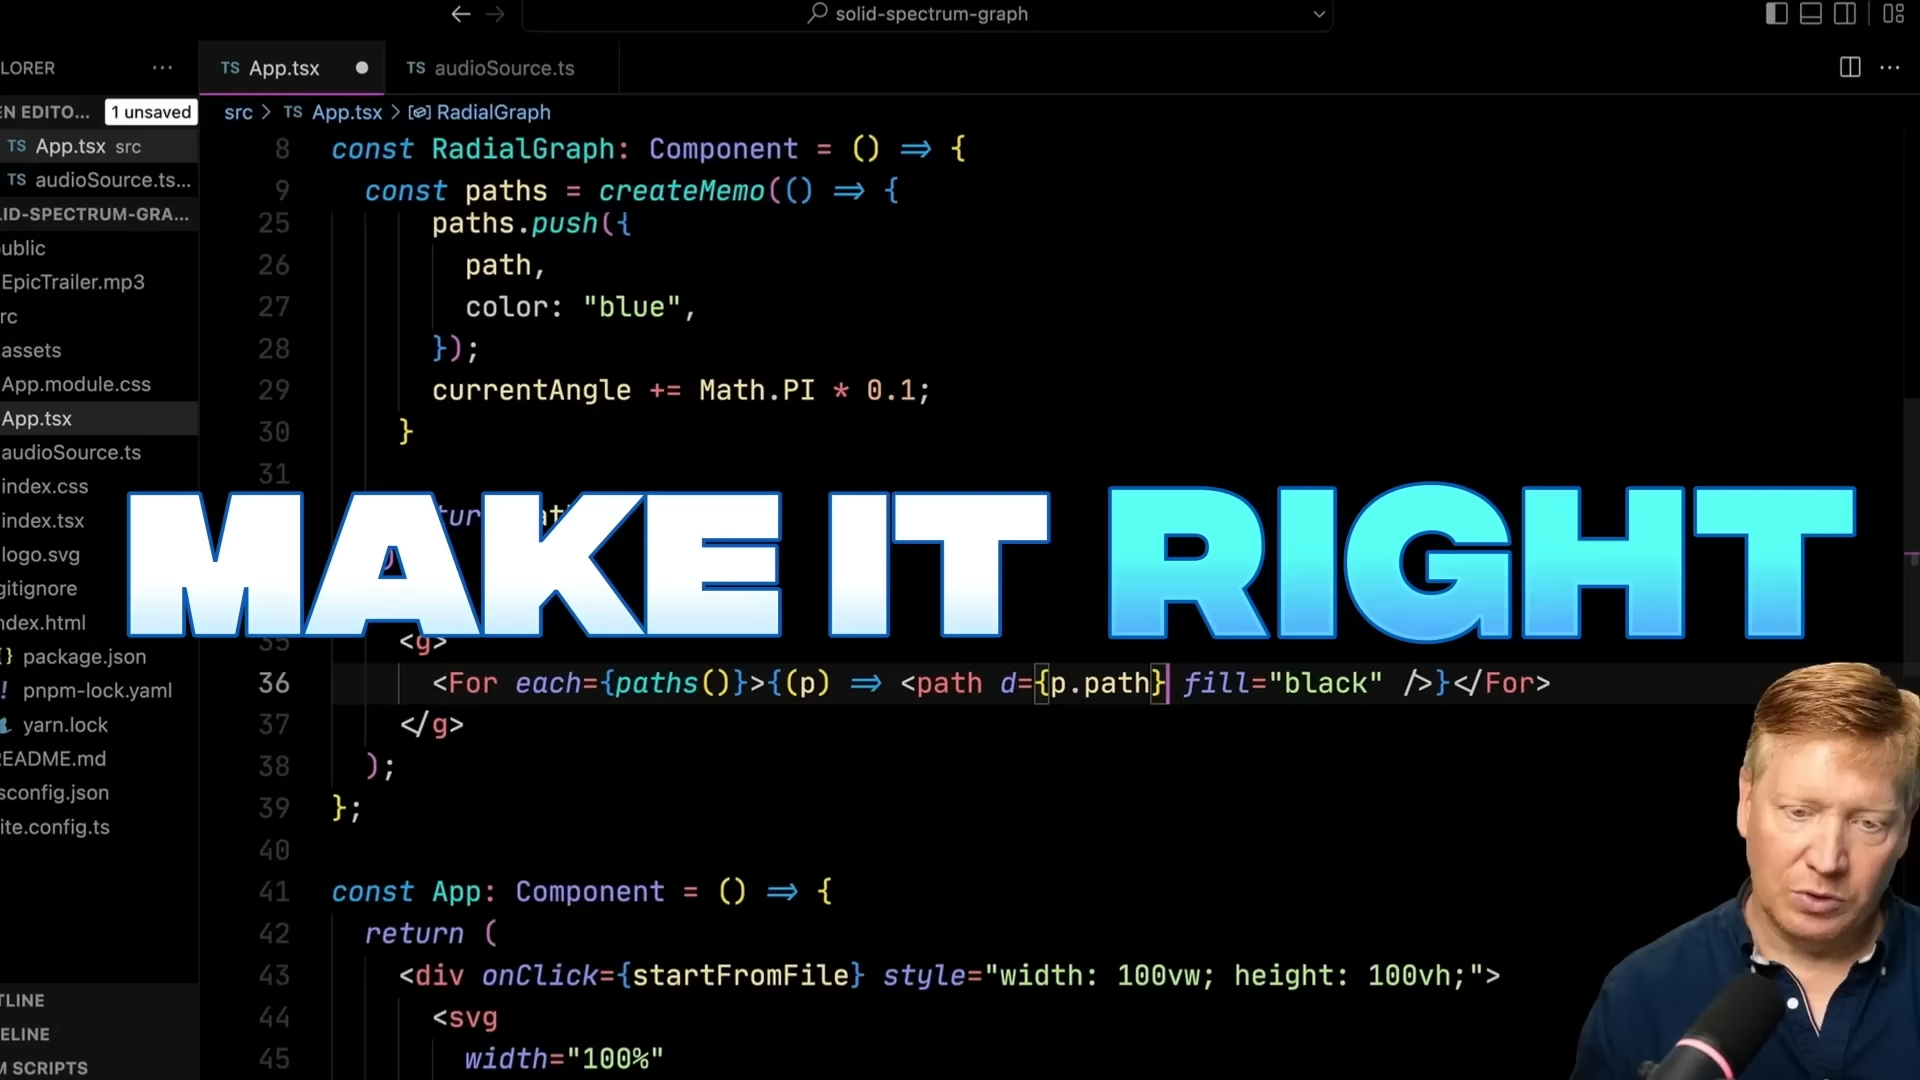 solid-spectrum-graph
LORER
TS App.tsx
TS audioSource.ts
EN EDITO... 1 unsaved
src > TS App.tsx > RadialGraph
TS App.tsx src
TS audioSource.ts...
LID-SPECTRUM-GRA...
ublic
EpicTrailer.mp3
rc
assets
App.module.css
App.tsx
audioSource.ts
index.css
index.tsx
logo.svg
gitignore
ndex.html
package.json
pnpm-lock.yaml
yarn.lock
README.md
sconfig.json
ite.config.ts
TLINE
ELINE
M SCRIPTS
8 const RadialGraph: Component = () => {
9 const paths = createMemo(() => {
25 paths.push({
26 path,
27 color: "blue",
28 });
29 currentAngle += Math.PI * 0.1;
30 }
31
MAKE IT RIGHT
35 <g>
36 <For each={paths()}>{(p) => <path d={p.path} fill="black" />}</For>
37 </g>
38 );
39 };
40
41 const App: Component = () => {
42 return (
43 <div onClick={startFromFile} style="width: 100vw; height: 100vh;">
44 <svg
45 width="100%"